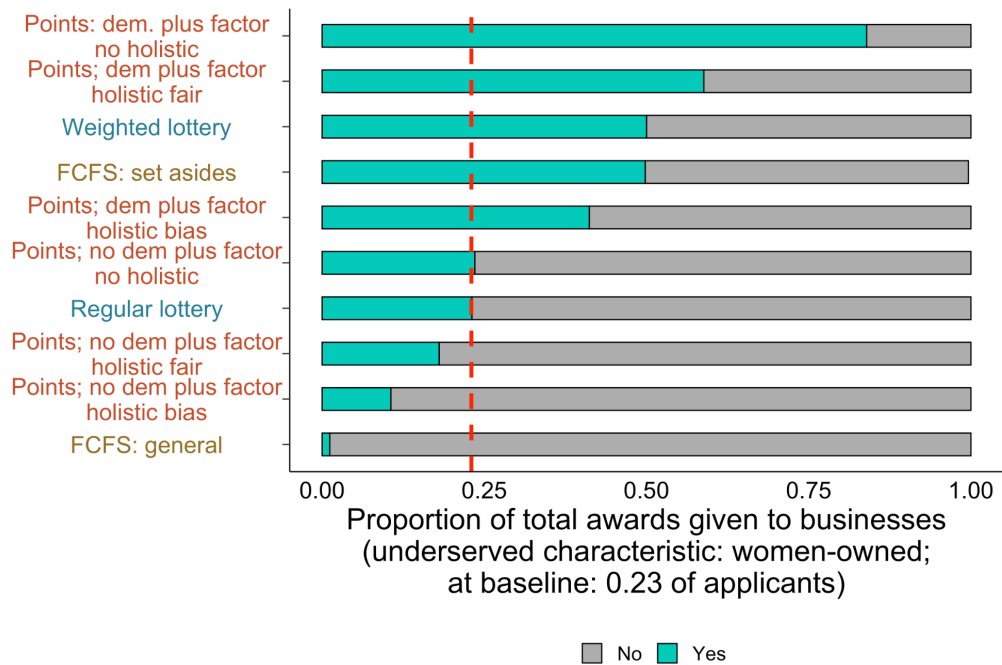 Points: dem. plus factor
no holistic
Points; dem plus factor
holistic fair
Weighted lottery
FCFS: set asides
Points; dem plus factor
holistic bias
Points; no dem plus factor
no holistic
Regular lottery
Points; no dem plus factor
holistic fair
Points; no dem plus factor
holistic bias
FCFS: general
0.00 0.25 0.50 0.75 1.00
Proportion of total awards given to businesses
(underserved characteristic: women-owned;
at baseline: 0.23 of applicants)
No Yes